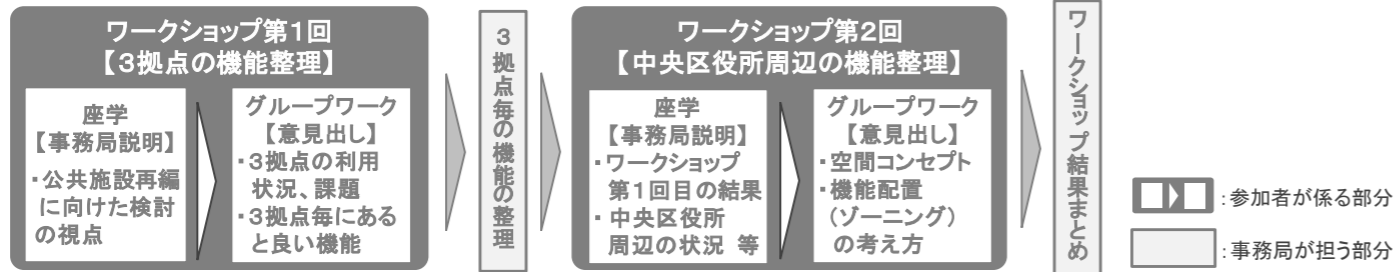 ワークショップ第1回
【３拠点の機能整理】
座学
【事務局説明】
・公共施設再編
に向けた検討
の視点
グループワーク
【意見出し】
・３拠点の利用
状況、課題
・３拠点毎にある
と良い機能
３拠点毎の機能の整理
ワークショップ第2回
【中央区役所周辺の機能整理】
座学
【事務局説明】
・ワークショップ
第1回目の結果
・中央区役所
周辺の状況 等
グループワーク
【意見出し】
・空間コンセプト
・機能配置
(ゾーニング)
の考え方
ワークショップ結果まとめ
：参加者が係る部分
：事務局が担う部分